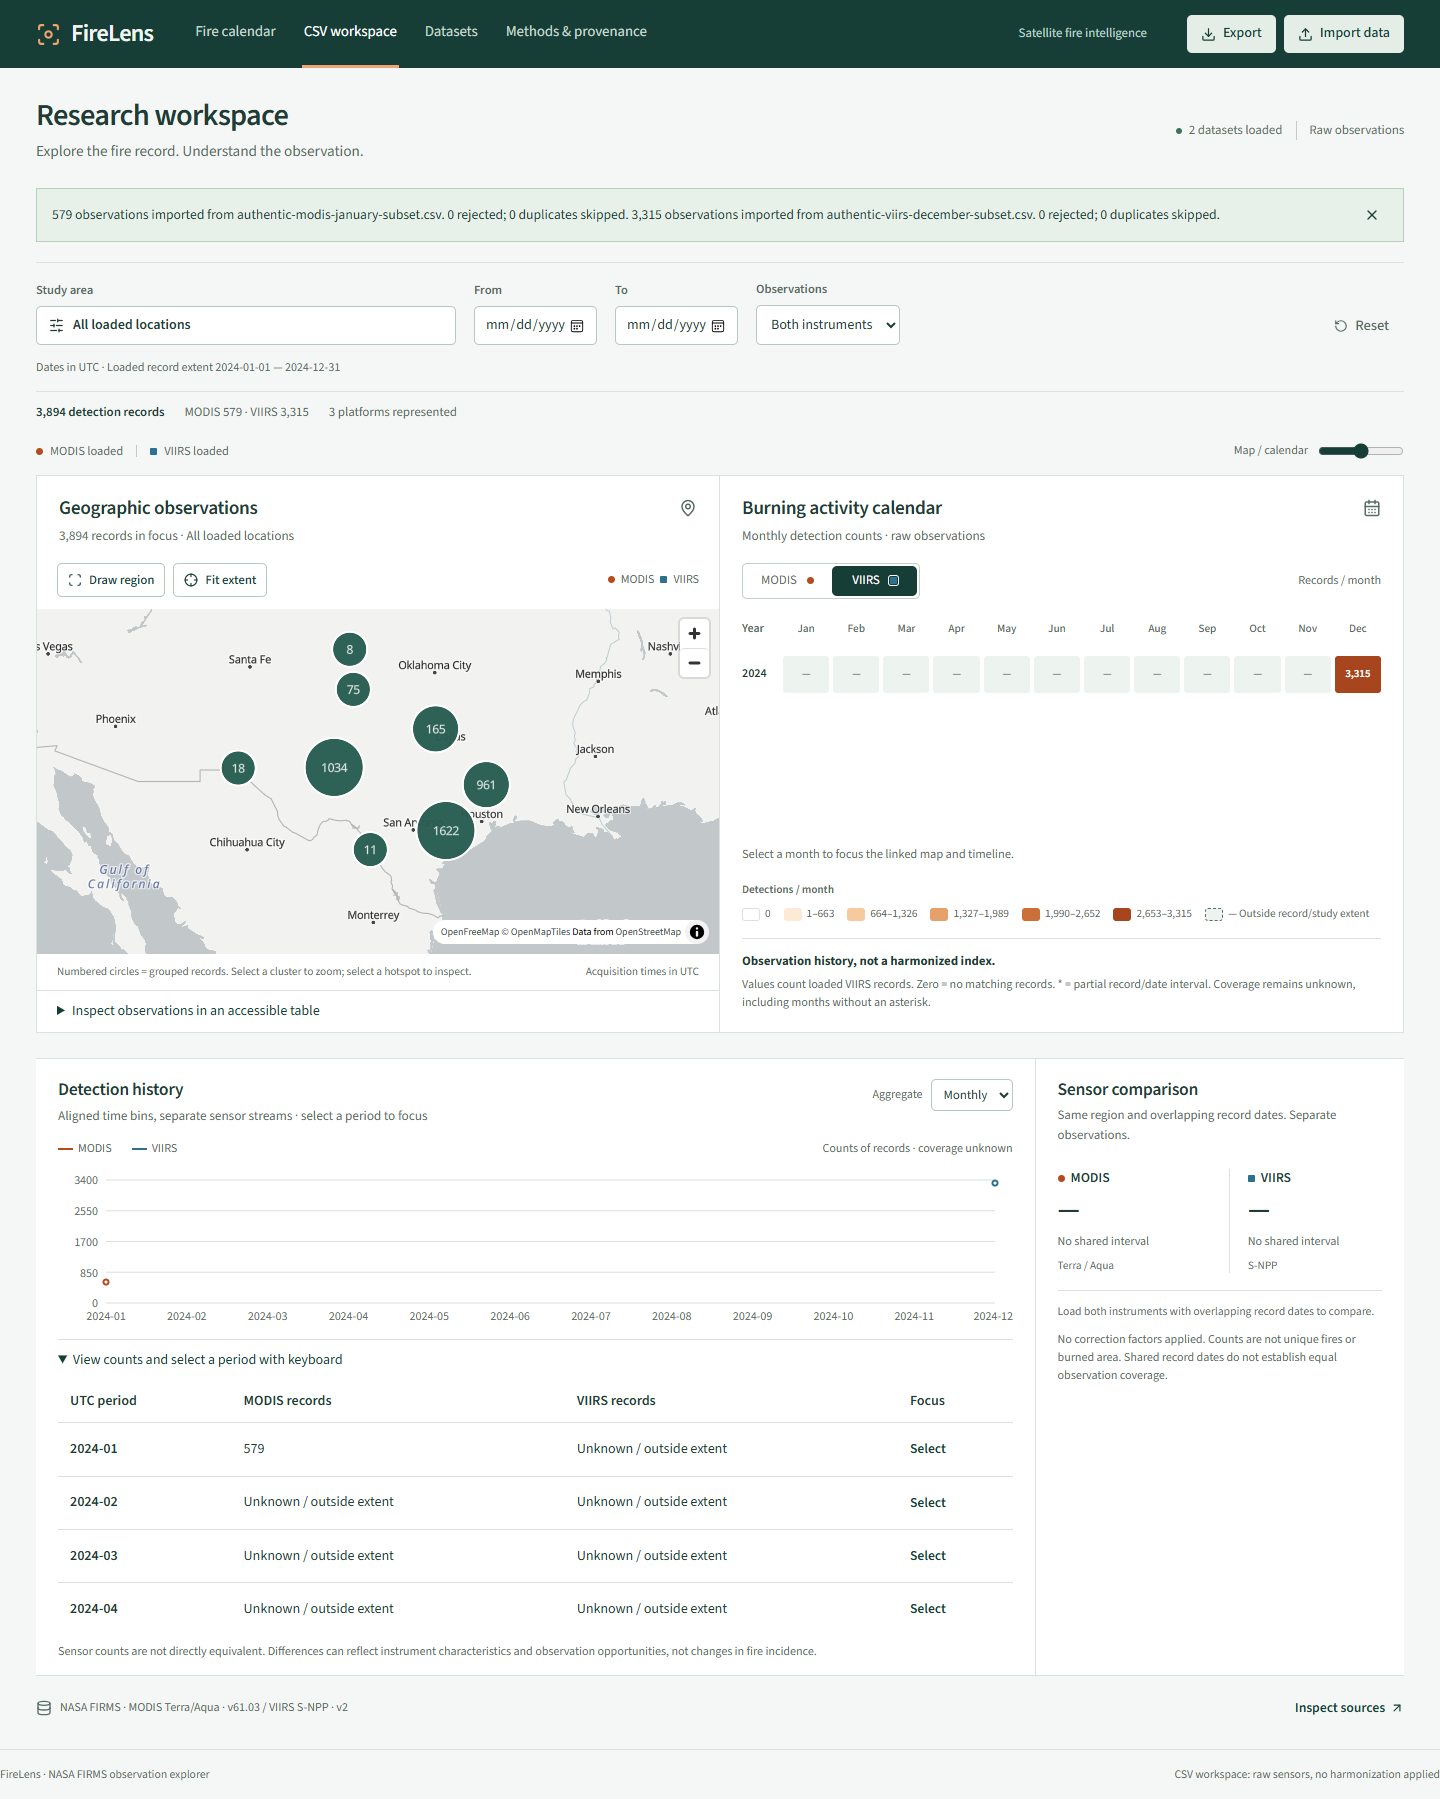 FireLens
Fire calendar
CSV workspace
Datasets
Methods & provenance
Satellite fire intelligence
Export
Import data
Research workspace
Explore the fire record. Understand the observation.
2 datasets loaded
Raw observations
579 observations imported from authentic-modis-january-subset.csv. 0 rejected; 0 duplicates skipped. 3,315 observations imported from authentic-viirs-december-subset.csv. 0 rejected; 0 duplicates skipped.
Study area
From
To
Observations
All loaded locations
mm/dd/yyyy
mm/dd/yyyy
Both instruments
Reset
Dates in UTC · Loaded record extent 2024-01-01 — 2024-12-31
3,894 detection records
MODIS 579 · VIIRS 3,315
3 platforms represented
MODIS loaded
VIIRS loaded
Map / calendar
Geographic observations
3,894 records in focus · All loaded locations
Draw region
Fit extent
MODIS
VIIRS
s Vegas
Santa Fe
8
Oklahoma City
Nashv
Memphis
75
Phoenix
Atl
165
us
Jackson
18
1034
961
New Orleans
San An
ouston
1622
Chihuahua City
11
Gulf of
California
Monterrey
OpenFreeMap © OpenMapTiles Data from OpenStreetMap
Numbered circles = grouped records. Select a cluster to zoom; select a hotspot to inspect.
Acquisition times in UTC
Inspect observations in an accessible table
Burning activity calendar
Monthly detection counts · raw observations
MODIS
VIIRS
Records / month
Year Jan Feb Mar Apr May Jun Jul Aug Sep Oct Nov Dec
2024 — — — — — — — — — — — 3,315
Select a month to focus the linked map and timeline.
Detections / month
0 1–663 664–1,326 1,327–1,989 1,990–2,652 2,653–3,315 — Outside record/study extent
Observation history, not a harmonized index.
Values count loaded VIIRS records. Zero = no matching records. * = partial record/date interval. Coverage remains unknown,
including months without an asterisk.
Detection history
Aligned time bins, separate sensor streams · select a period to focus
Aggregate
Monthly
MODIS
VIIRS
Counts of records · coverage unknown
3400
2550
1700
850
0
2024-01 2024-02 2024-03 2024-04 2024-05 2024-06 2024-07 2024-08 2024-09 2024-10 2024-11 2024-12
View counts and select a period with keyboard
UTC period MODIS records VIIRS records Focus
2024-01 579 Unknown / outside extent Select
2024-02 Unknown / outside extent Unknown / outside extent Select
2024-03 Unknown / outside extent Unknown / outside extent Select
2024-04 Unknown / outside extent Unknown / outside extent Select
Sensor counts are not directly equivalent. Differences can reflect instrument characteristics and observation opportunities, not changes in fire incidence.
Sensor comparison
Same region and overlapping record dates. Separate
observations.
MODIS
—
No shared interval
Terra / Aqua
VIIRS
—
No shared interval
S-NPP
Load both instruments with overlapping record dates to compare.
No correction factors applied. Counts are not unique fires or
burned area. Shared record dates do not establish equal
observation coverage.
NASA FIRMS · MODIS Terra/Aqua · v61.03 / VIIRS S-NPP · v2
Inspect sources
FireLens · NASA FIRMS observation explorer
CSV workspace: raw sensors, no harmonization applied